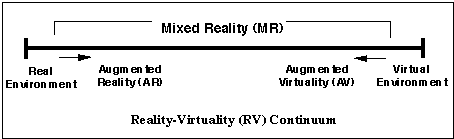 Mixed Reality (MR)
Real Environment
Augmented Reality (AR)
Augmented Virtuality (AV)
Virtual Environment
Reality-Virtuality (RV) Continuum